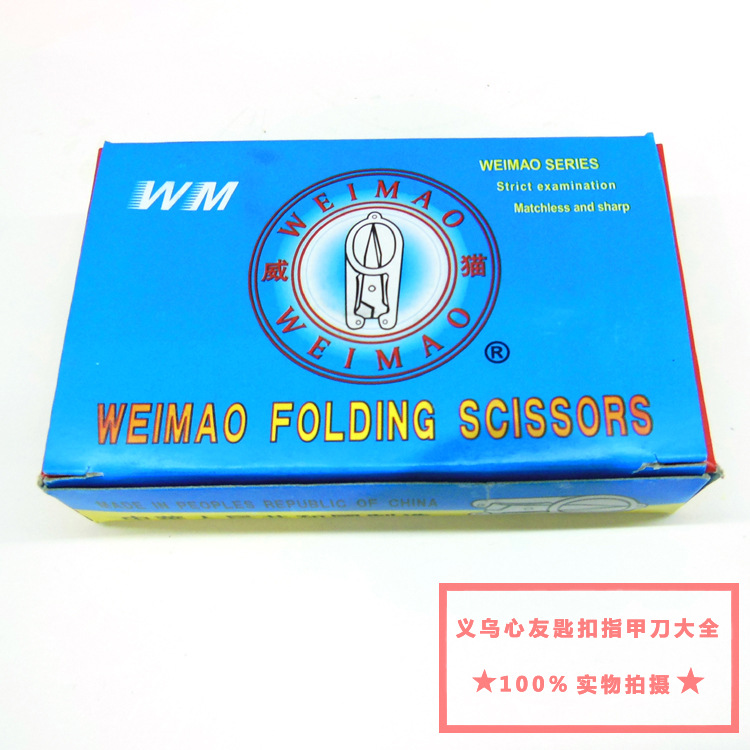 WM
WEIMAO SERIES
Strict examination
Matchless and sharp
WEIMAO
威 猫
WEIMAO
®
WEIMAO FOLDING SCISSORS
MADE IN PEOPLES REPUBLIC OF CHINA
义乌心友匙扣指甲刀大全
★100% 实物拍摄★